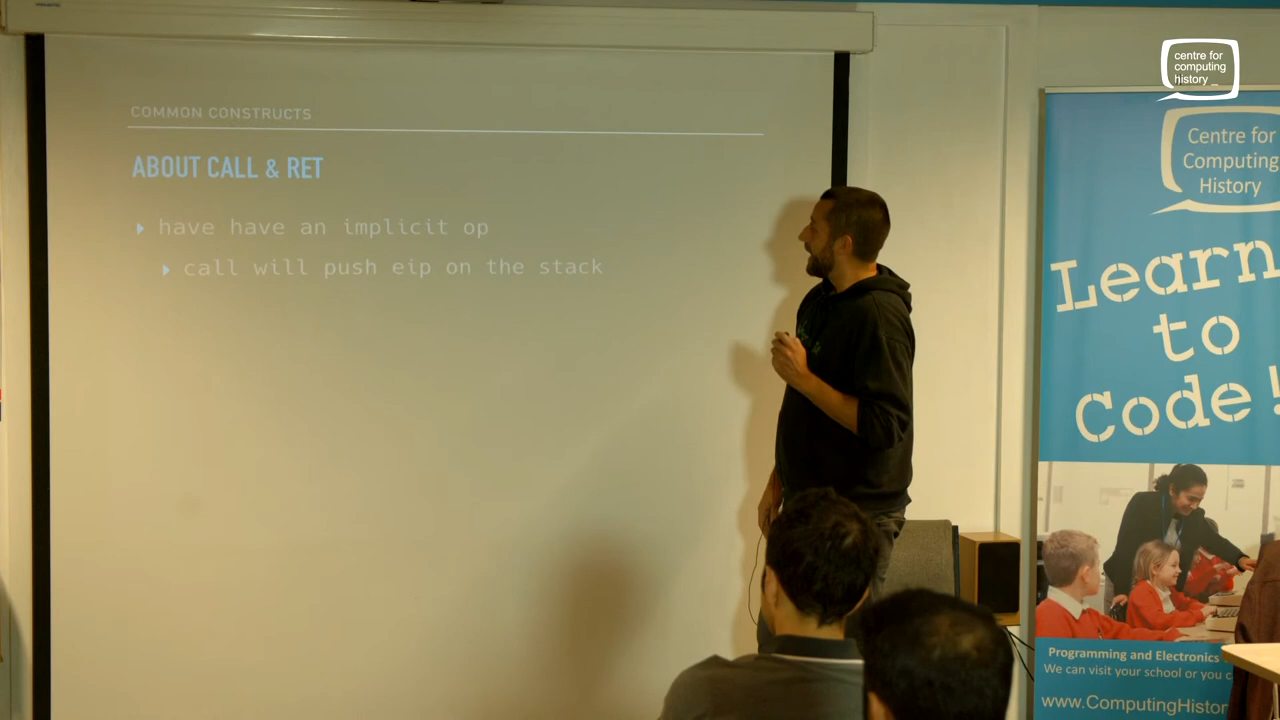 COMMON CONSTRUCTS
ABOUT CALL & RET
have have an implicit op
call will push eip on the stack
centre for
computing
history _
Centre for
Computing
History
Learn
to
Code!
Programming and Electronics
We can visit your school or you c
www.ComputingHistor